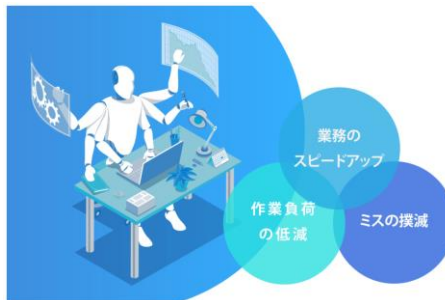 業務の
スピードアップ
作業負荷
の低減
ミスの撲滅